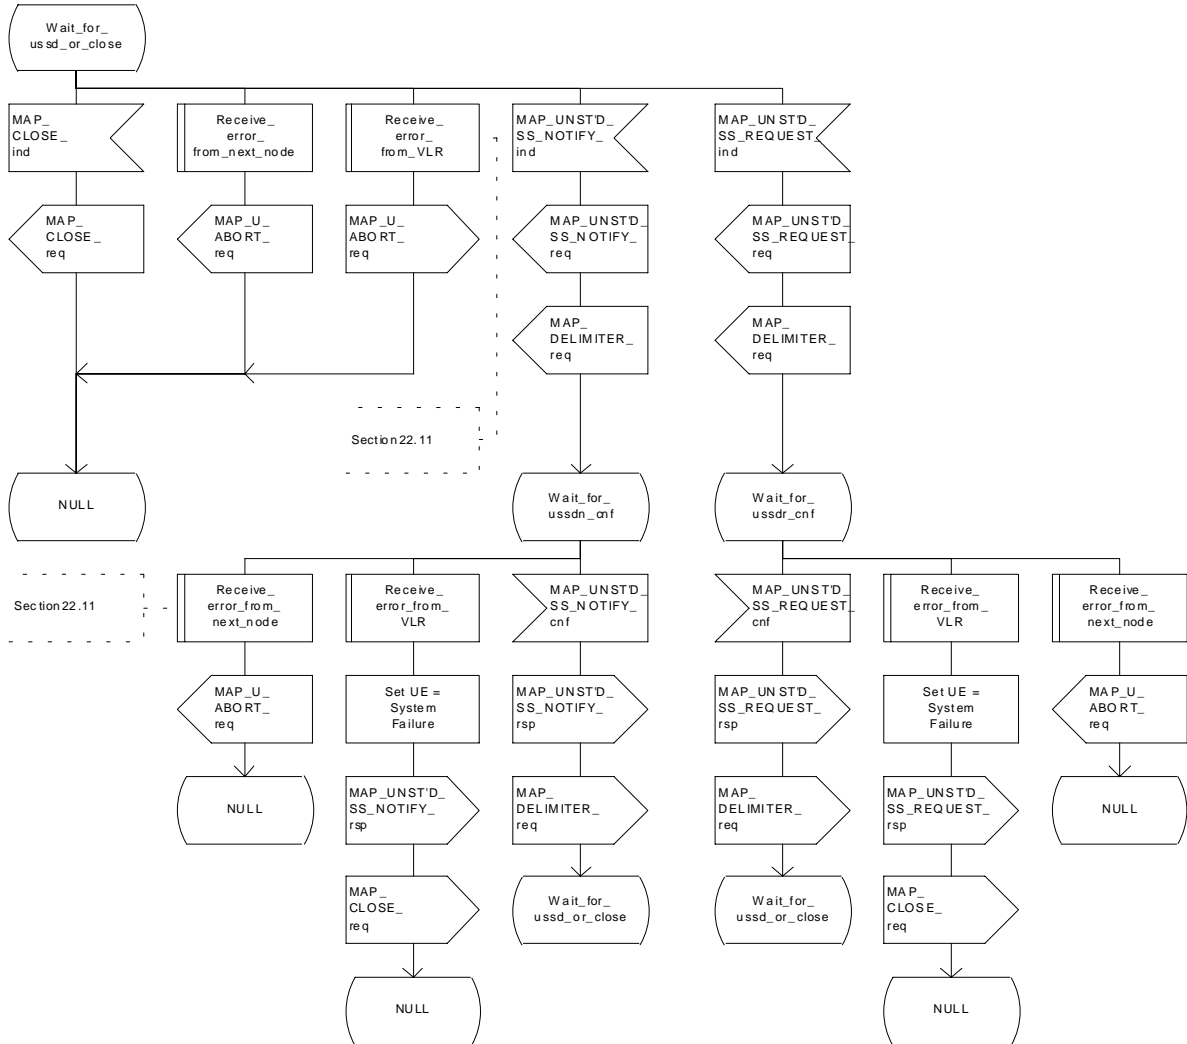 Wait_for_
ussd_or_close
MAP_
CLOSE_
ind
Receive_
error_
from_next_node
Receive_
error_
from_VLR
MAP_UNST'D_
SS_NOTIFY_
ind
MAP_UNST'D_
SS_REQUEST_
ind
MAP_
CLOSE_
req
MAP_U_
ABORT_
req
MAP_U_
ABORT_
req
MAP_UNST'D_
SS_NOTIFY_
req
MAP_UNST'D_
SS_REQUEST_
req
MAP_
DELIMITER_
req
MAP_
DELIMITER_
req
Section 22.11
NULL
Wait_for_
ussdn_cnf
Wait_for_
ussdr_cnf
Section 22.11
Receive_
error_from_
next_node
Receive_
error_from_
VLR
MAP_UNST'D_
SS_NOTIFY_
cnf
MAP_UNST'D_
SS_REQUEST_
cnf
Receive_
error_from_
VLR
Receive_
error_from_
next_node
MAP_U_
ABORT_
req
Set UE =
System
Failure
MAP_UNST'D_
SS_NOTIFY_
rsp
MAP_UNST'D_
SS_REQUEST_
rsp
Set UE =
System
Failure
MAP_U_
ABORT_
req
NULL
MAP_UNST'D_
SS_NOTIFY_
rsp
MAP_
DELIMITER_
req
MAP_
DELIMITER_
req
MAP_UNST'D_
SS_REQUEST_
rsp
NULL
MAP_
CLOSE_
req
Wait_for_
ussd_or_close
Wait_for_
ussd_or_close
MAP_
CLOSE_
req
NULL
NULL